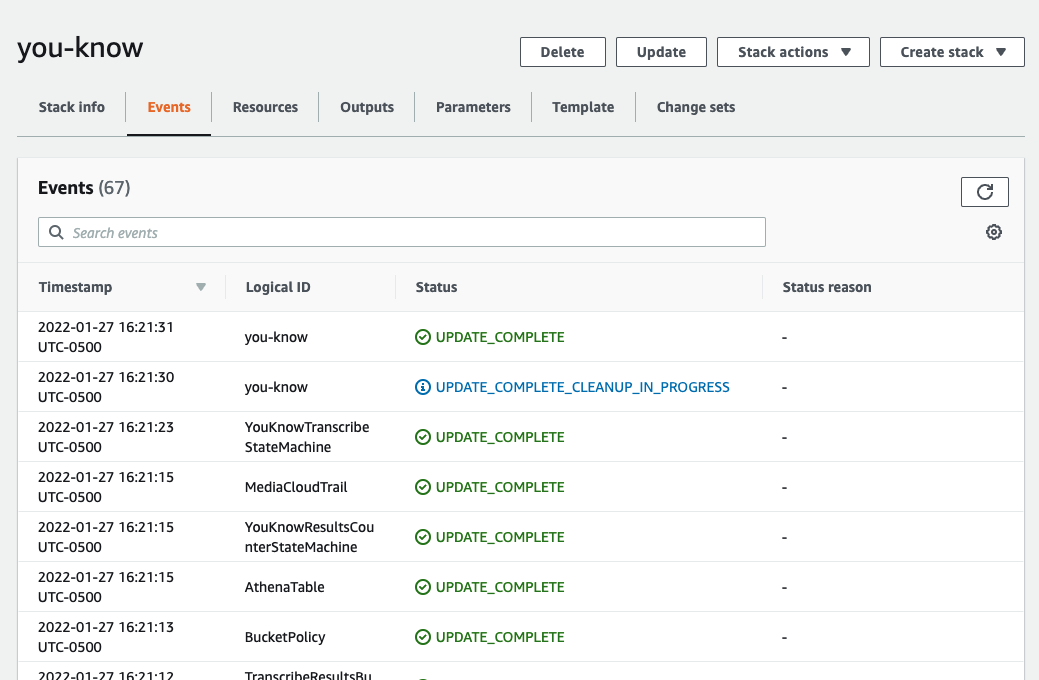 you-know
Delete
Update
Stack actions
Create stack
Stack info
Events
Resources
Outputs
Parameters
Template
Change sets
Events (67)
Search events
Timestamp
Logical ID
Status
Status reason
2022-01-27 16:21:31
UTC-0500
you-know
UPDATE_COMPLETE
-
2022-01-27 16:21:30
UTC-0500
you-know
UPDATE_COMPLETE_CLEANUP_IN_PROGRESS
-
2022-01-27 16:21:23
UTC-0500
YouKnowTranscribe
StateMachine
UPDATE_COMPLETE
-
2022-01-27 16:21:15
UTC-0500
MediaCloudTrail
UPDATE_COMPLETE
-
2022-01-27 16:21:15
UTC-0500
YouKnowResultsCou
nterStateMachine
UPDATE_COMPLETE
-
2022-01-27 16:21:15
UTC-0500
AthenaTable
UPDATE_COMPLETE
-
2022-01-27 16:21:13
UTC-0500
BucketPolicy
UPDATE_COMPLETE
-
2022-01-27 16:21:12
TranscribeResultsBu